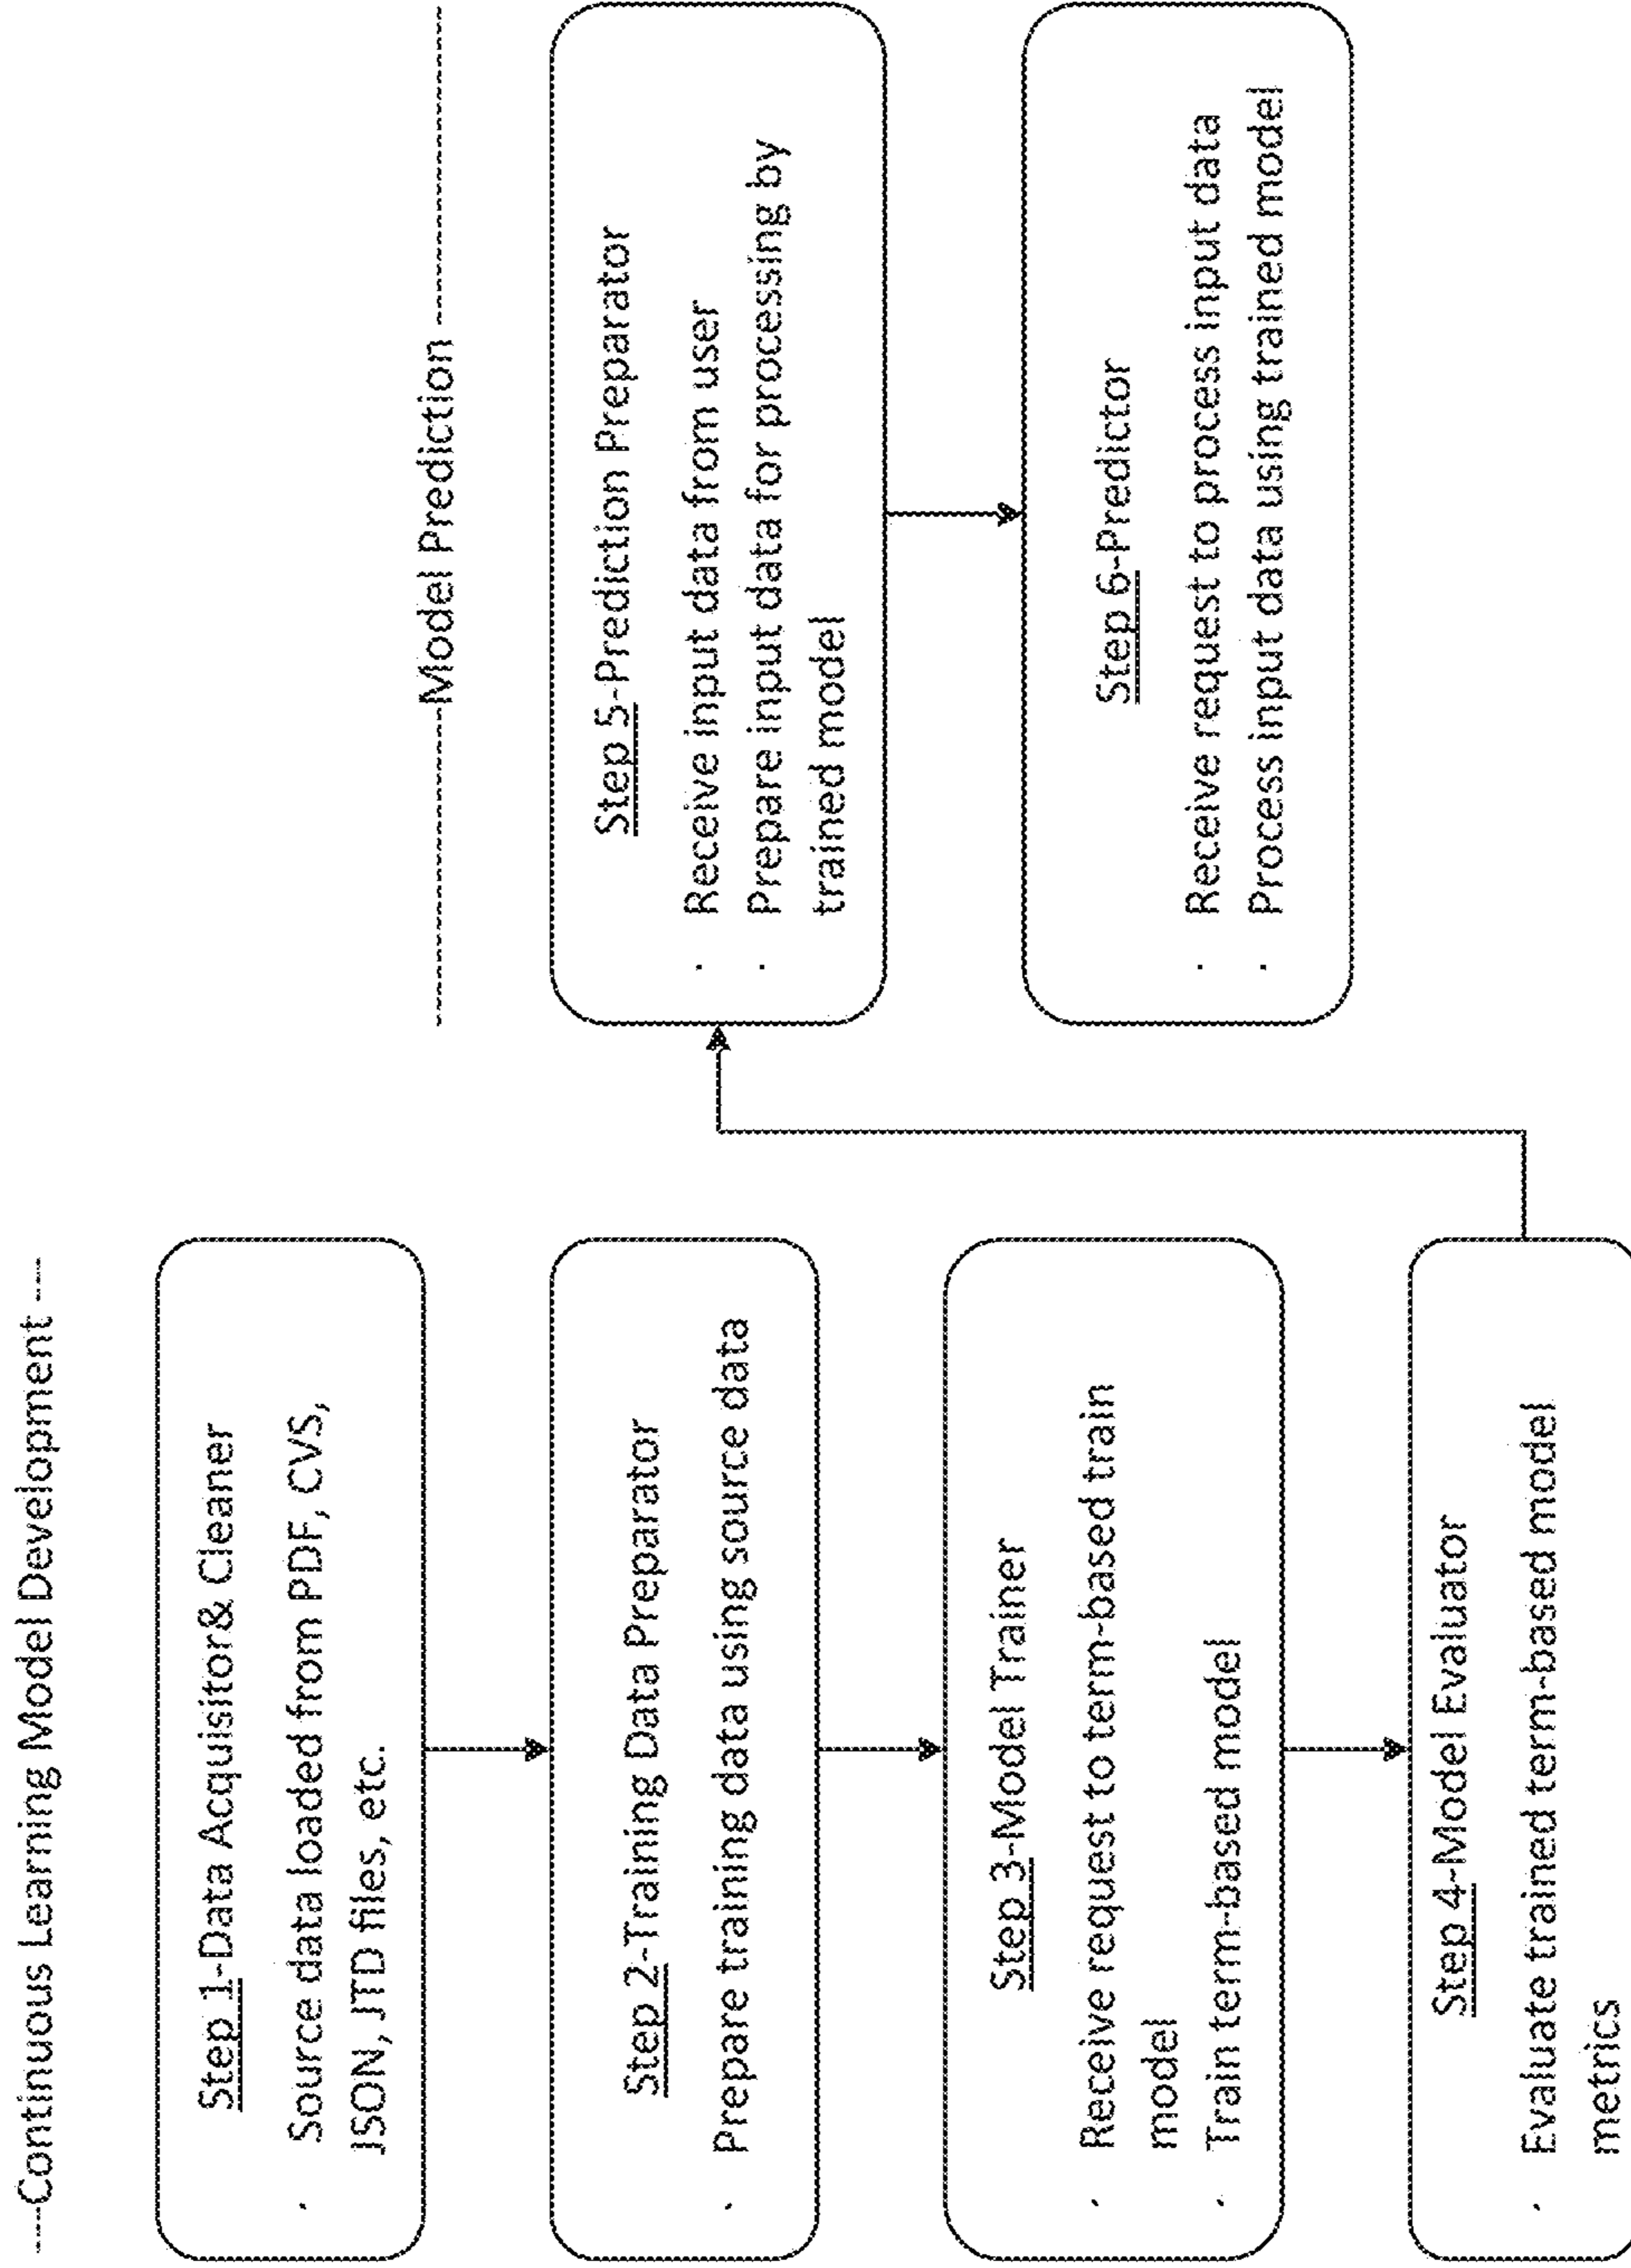 ----Continuous Learning Model Development ---
Step 1-Data Acquisitor& Cleaner
· Source data loaded from PDF, CVS,
JSON, JTD files, etc.
Step 2-Training Data Preparator
· Prepare training data using source data
Step 3-Model Trainer
· Receive request to term-based train
model
· Train term-based model
Step 4-Model Evaluator
· Evaluate trained term-based model
metrics
--------------------Model Prediction --------------------
Step 5-Prediction Preparator
· Receive input data from user
· Prepare input data for processing by
trained model
Step 6-Predictor
· Receive request to process input data
· Process input data using trained model